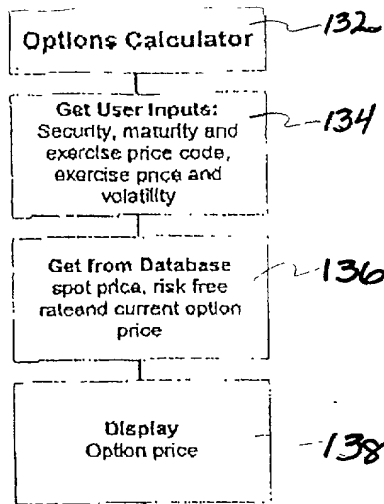 Options Calculator
132
Get User Inputs:
Security, maturity and
exercise price code,
exercise price and
volatility
134
Get from Database
spot price, risk free
rateand current option
price
136
Display
Option price
138